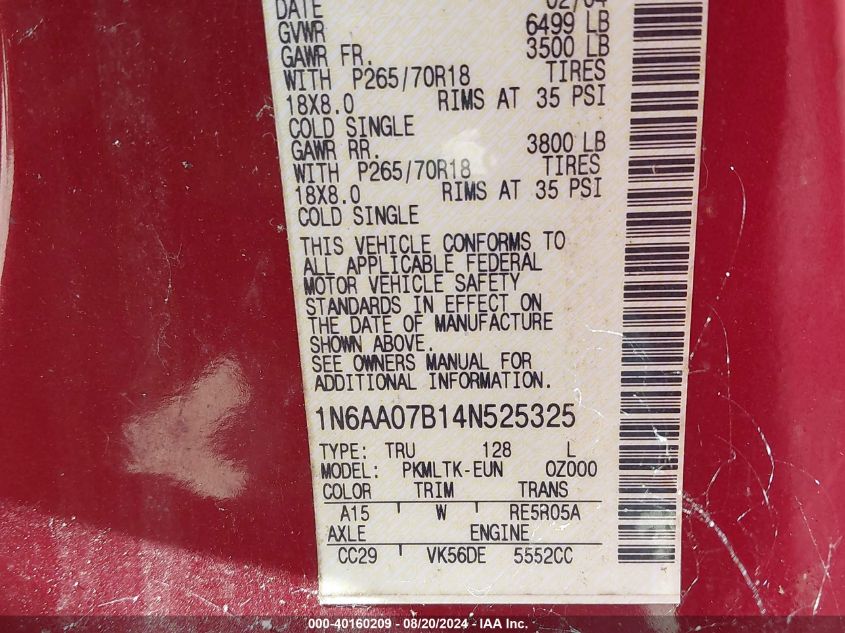 DATE 02/04
GVWR 6499 LB
GAWR FR. 3500 LB
WITH P265/70R18 TIRES
18X8.0 RIMS AT 35 PSI
COLD SINGLE
GAWR RR. 3800 LB
WITH P265/70R18 TIRES
18X8.0 RIMS AT 35 PSI
COLD SINGLE
THIS VEHICLE CONFORMS TO
ALL APPLICABLE FEDERAL
MOTOR VEHICLE SAFETY
STANDARDS IN EFFECT ON
THE DATE OF MANUFACTURE
SHOWN ABOVE.
SEE OWNERS MANUAL FOR
ADDITIONAL INFORMATION.
1N6AA07B14N525325
TYPE: TRU 128 L
MODEL: PKMLTK-EUN 0Z000
COLOR TRIM TRANS
A15 W RE5R05A
AXLE ENGINE
CC29 VK56DE 5552CC
000-40160209 - 08/20/2024 - IAA Inc.